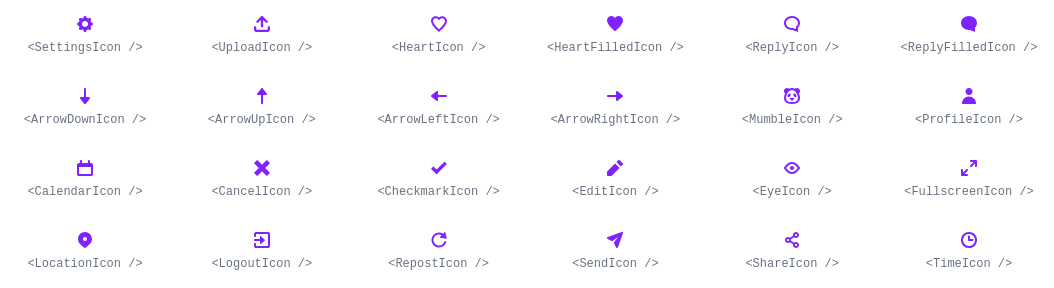 <SettingsIcon /> <UploadIcon /> <HeartIcon /> <HeartFilledIcon /> <ReplyIcon /> <ReplyFilledIcon />
<ArrowDownIcon /> <ArrowUpIcon /> <ArrowLeftIcon /> <ArrowRightIcon /> <MumbleIcon /> <ProfileIcon />
<CalendarIcon /> <CancelIcon /> <CheckmarkIcon /> <EditIcon /> <EyeIcon /> <FullscreenIcon />
<LocationIcon /> <LogoutIcon /> <RepostIcon /> <SendIcon /> <ShareIcon /> <TimeIcon />